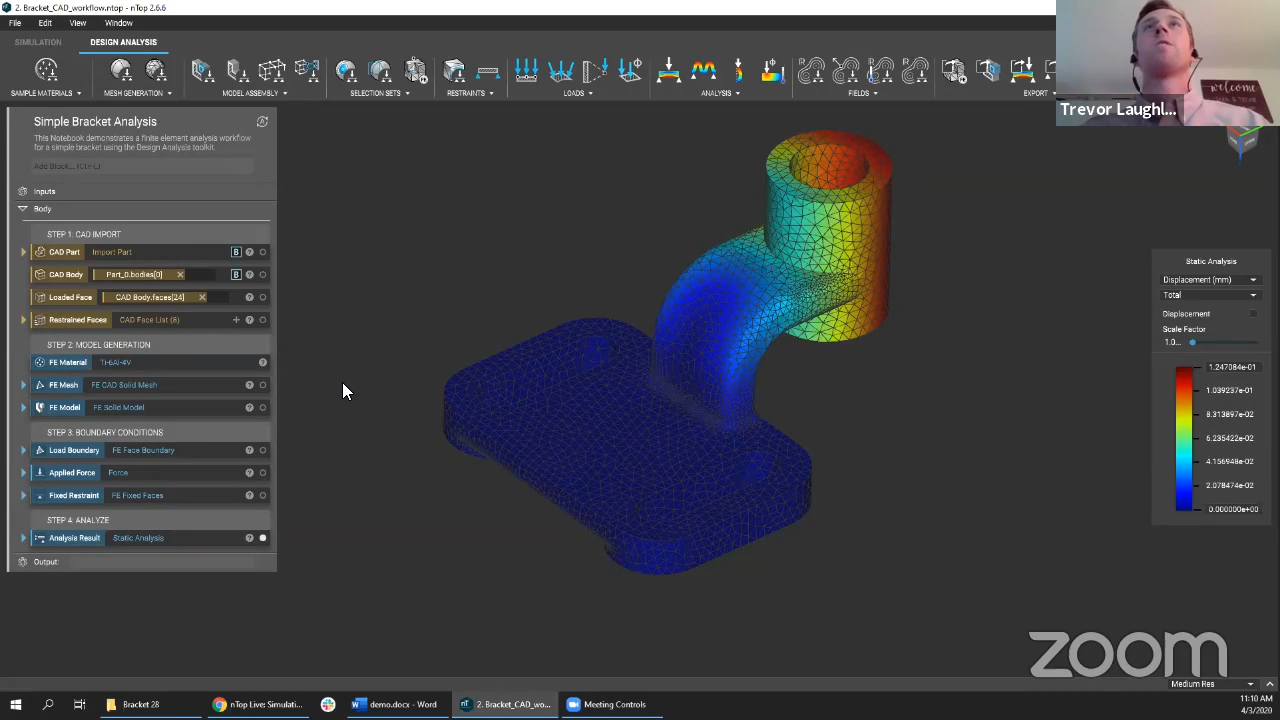 2. Bracket_CAD_workflow.ntop - nTop 2.6.6
File Edit View Window
SIMULATION DESIGN ANALYSIS
SAMPLE MATERIALS MESH GENERATION MODEL ASSEMBLY SELECTION SETS RESTRAINTS LOADS ANALYSIS FIELDS EXPORT
welcome
Trevor Laughl...
Simple Bracket Analysis
This Notebook demonstrates a finite element analysis workflow
for a simple bracket using the Design Analysis toolkit.
Add Block... (Ctrl-L)
Inputs
Body
STEP 1: CAD IMPORT
CAD Part Import Part B
CAD Body Part_0.bodies[0] B
Loaded Face CAD Body.faces[24]
Restrained Faces CAD Face List (8)
STEP 2: MODEL GENERATION
FE Material Ti-6Al-4V
FE Mesh FE CAD Solid Mesh
FE Model FE Solid Model
STEP 3: BOUNDARY CONDITIONS
Load Boundary FE Face Boundary
Applied Force Force
Fixed Restraint FE Fixed Faces
STEP 4: ANALYZE
Analysis Result Static Analysis
Output:
Static Analysis
Displacement (mm)
Total
Displacement
Scale Factor
1.0...
1.247084e-01
1.039237e-01
8.313902e-02
6.235422e-02
4.156948e-02
2.078474e-02
0.000000e+00
zoom
Medium Res
Bracket 28
nTop Live: Simulati...
demo.docx - Word
2. Bracket_CAD_wo...
Meeting Controls
11:10 AM
4/3/2020